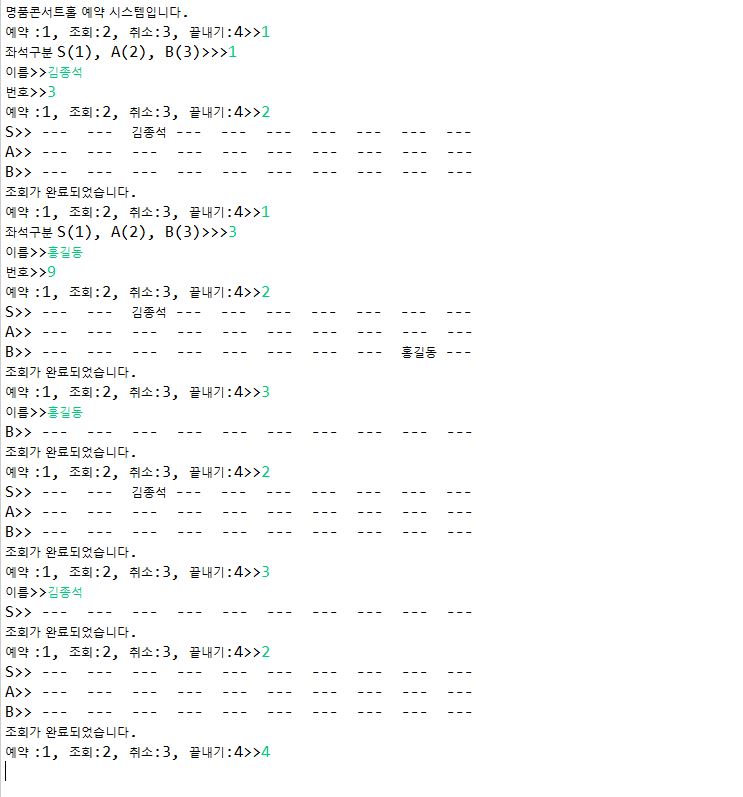 명품콘서트홀 예약 시스템입니다.
예약 :1, 조회:2, 취소:3, 끝내기:4>>1
좌석구분 S(1), A(2), B(3)>>>1
이름>>김종석
번호>>3
예약 :1, 조회:2, 취소:3, 끝내기:4>>2
S>> --- --- 김종석 --- --- --- --- --- --- ---
A>> --- --- --- --- --- --- --- --- --- ---
B>> --- --- --- --- --- --- --- --- --- ---
조회가 완료되었습니다.
예약 :1, 조회:2, 취소:3, 끝내기:4>>1
좌석구분 S(1), A(2), B(3)>>>3
이름>>홍길동
번호>>9
예약 :1, 조회:2, 취소:3, 끝내기:4>>2
S>> --- --- 김종석 --- --- --- --- --- --- ---
A>> --- --- --- --- --- --- --- --- --- ---
B>> --- --- --- --- --- --- --- --- 홍길동 ---
조회가 완료되었습니다.
예약 :1, 조회:2, 취소:3, 끝내기:4>>3
이름>>홍길동
B>> --- --- --- --- --- --- --- --- --- ---
조회가 완료되었습니다.
예약 :1, 조회:2, 취소:3, 끝내기:4>>2
S>> --- --- 김종석 --- --- --- --- --- --- ---
A>> --- --- --- --- --- --- --- --- --- ---
B>> --- --- --- --- --- --- --- --- --- ---
조회가 완료되었습니다.
예약 :1, 조회:2, 취소:3, 끝내기:4>>3
이름>>김종석
S>> --- --- --- --- --- --- --- --- --- ---
조회가 완료되었습니다.
예약 :1, 조회:2, 취소:3, 끝내기:4>>2
S>> --- --- --- --- --- --- --- --- --- ---
A>> --- --- --- --- --- --- --- --- --- ---
B>> --- --- --- --- --- --- --- --- --- ---
조회가 완료되었습니다.
예약 :1, 조회:2, 취소:3, 끝내기:4>>4